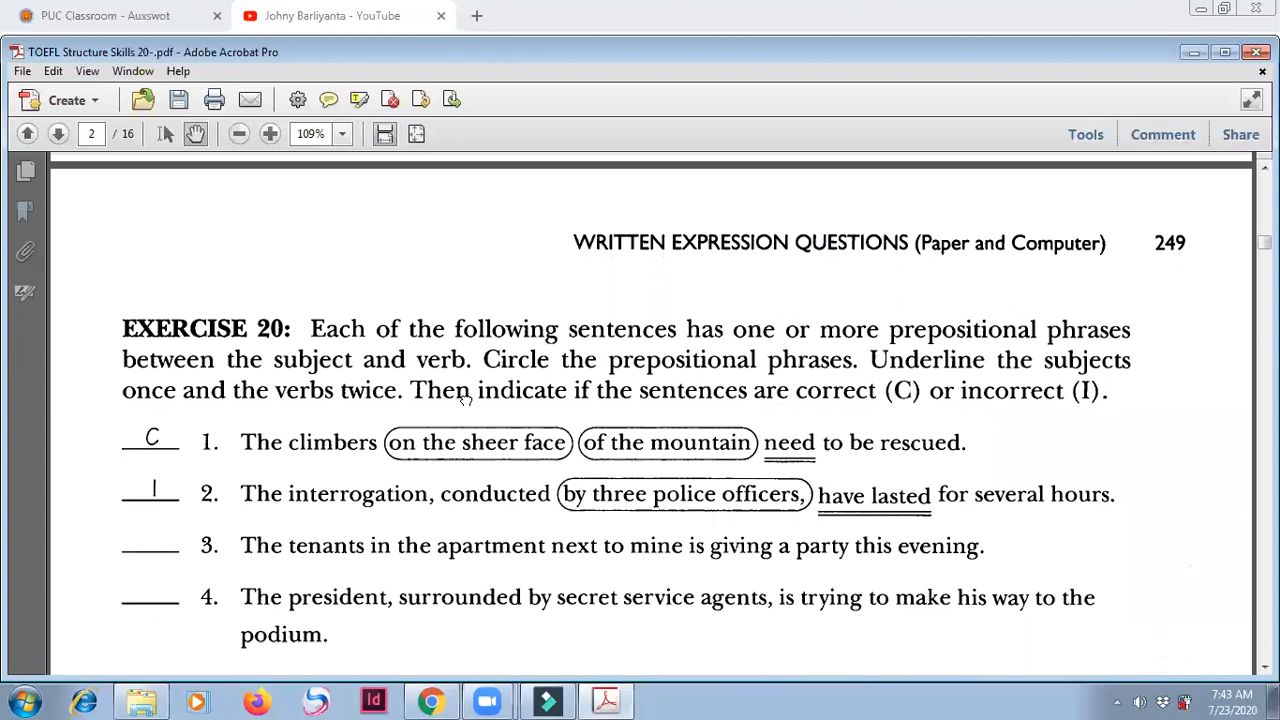 PUC Classroom - Auxswot
Johny Barliyanta - YouTube
TOEFL Structure Skills 20-.pdf - Adobe Acrobat Pro
File Edit View Window Help
Create
2 / 16 109% Tools Comment Share
WRITTEN EXPRESSION QUESTIONS (Paper and Computer) 249
EXERCISE 20: Each of the following sentences has one or more prepositional phrases
between the subject and verb. Circle the prepositional phrases. Underline the subjects
once and the verbs twice. Then indicate if the sentences are correct (C) or incorrect (I).
C 1. The climbers on the sheer face of the mountain need to be rescued.
I 2. The interrogation, conducted by three police officers, have lasted for several hours.
3. The tenants in the apartment next to mine is giving a party this evening.
4. The president, surrounded by secret service agents, is trying to make his way to the
podium.
Id
7:43 AM
7/23/2020